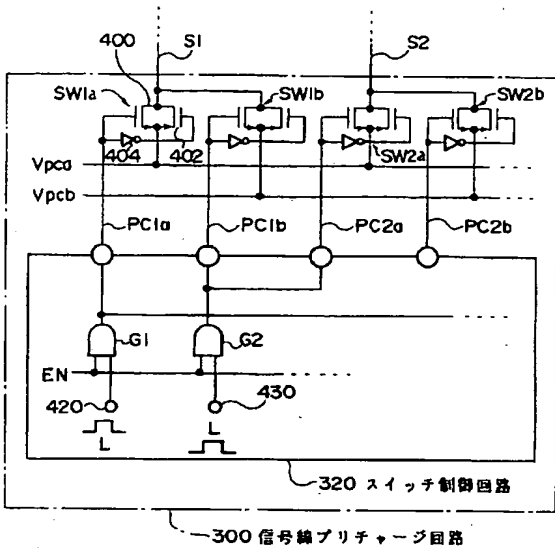 S1
S2
400
SW1a
SW1b
SW2b
404
402
SW2a
Vpca
Vpcb
PC1a
PC1b
PC2a
PC2b
G1
G2
EN
420
430
L
L
320 スイッチ制御回路
300 信号線プリチャージ回路